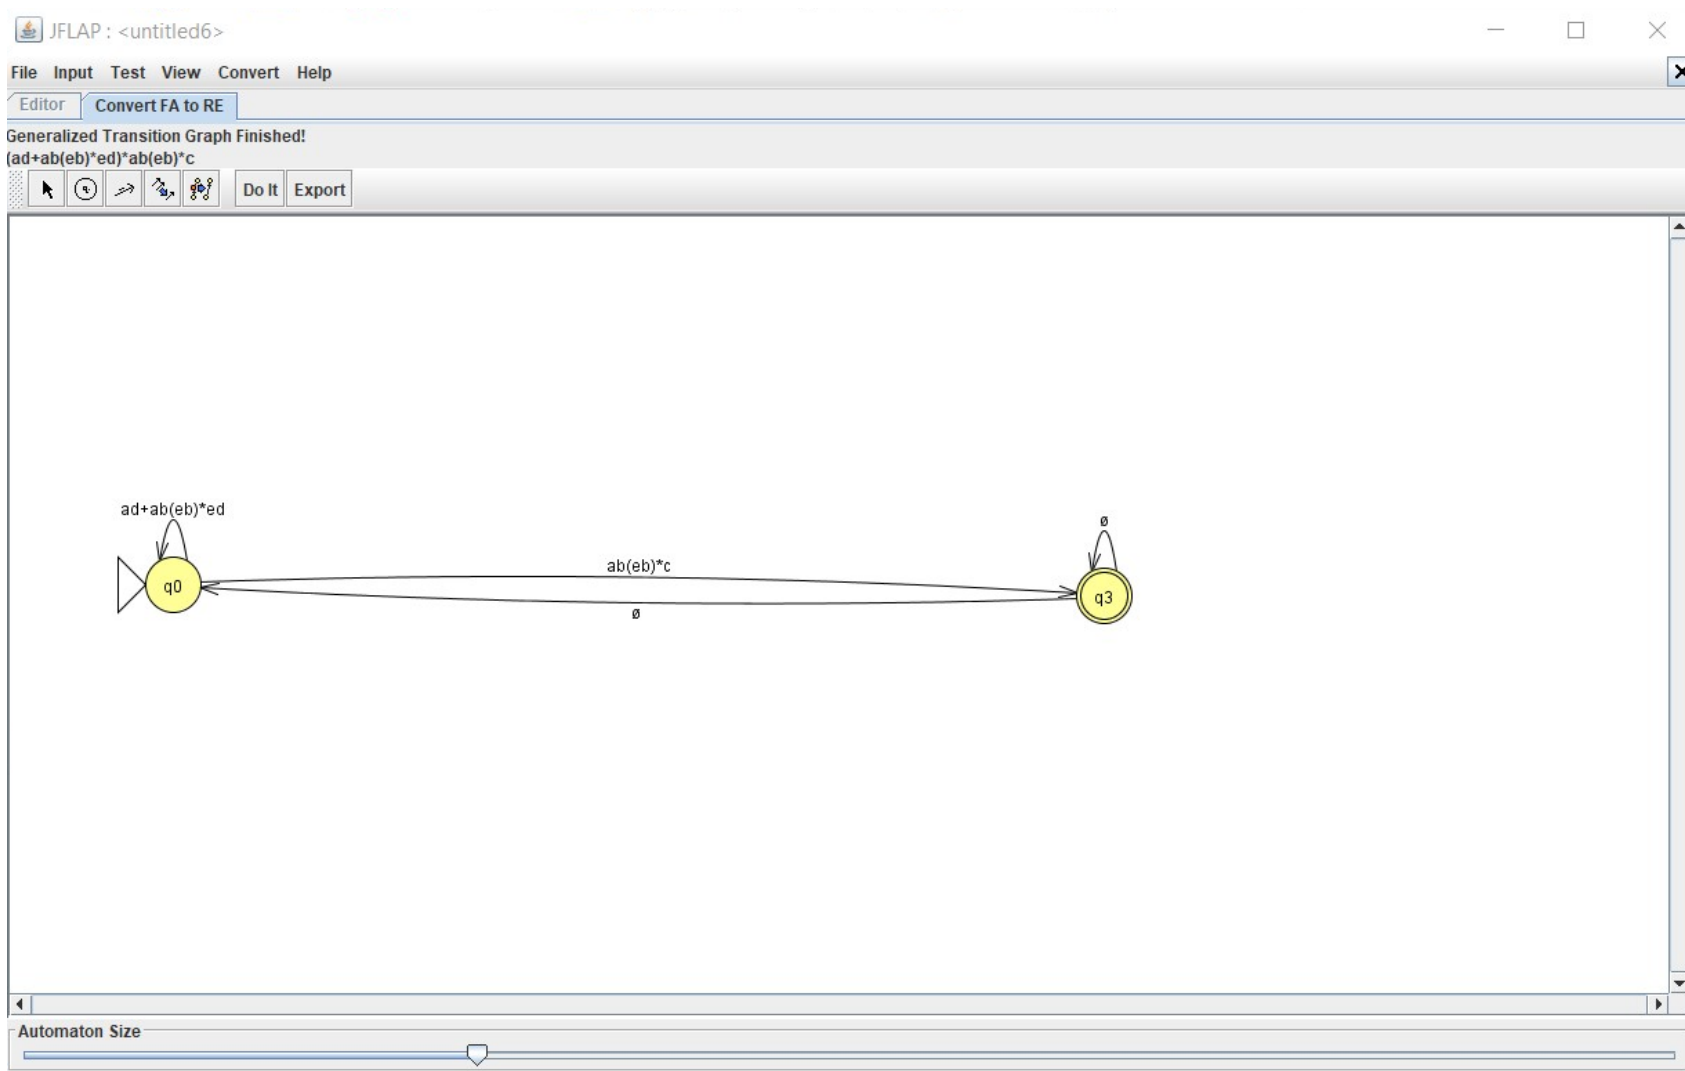 JFLAP : <untitled6>
File Input Test View Convert Help
Editor Convert FA to RE
Generalized Transition Graph Finished!
(ad+ab(eb)*ed)*ab(eb)*c
Do It Export
ad+ab(eb)*ed
ø
ab(eb)*c
q0
q3
ø
Automaton Size